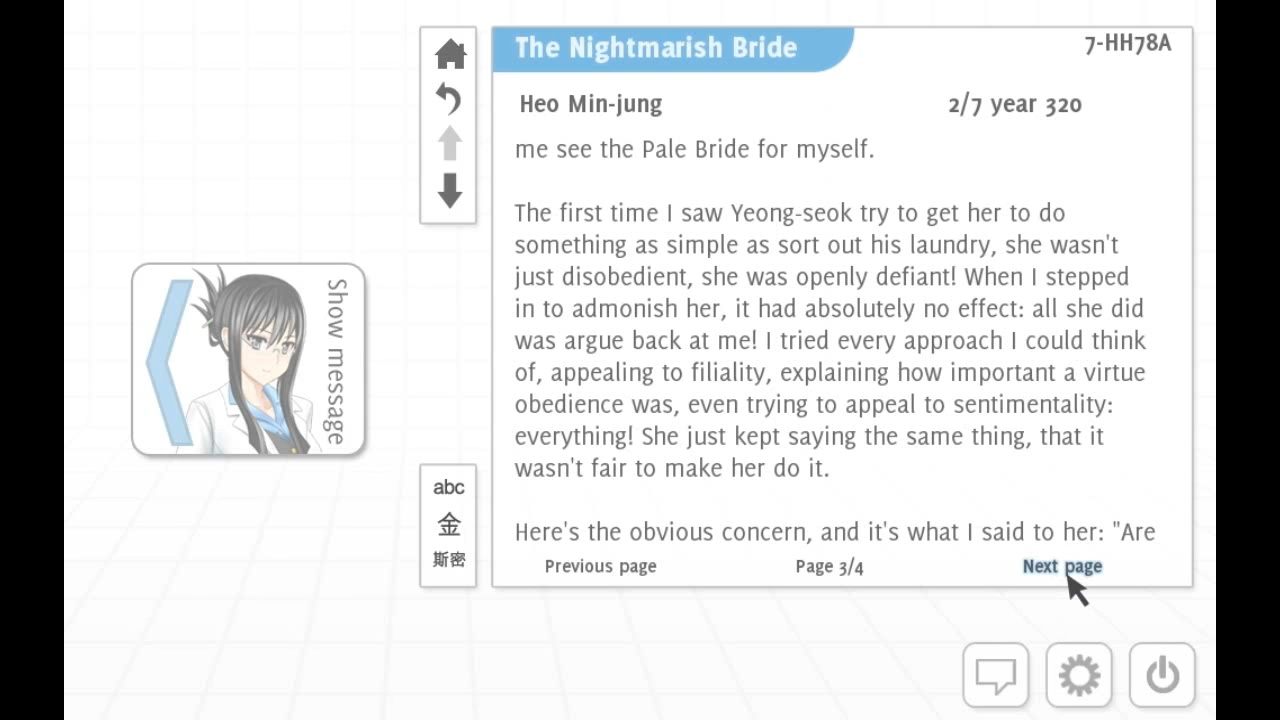 The Nightmarish Bride
7-HH78A
Heo Min-jung
2/7 year 320
me see the Pale Bride for myself.
The first time I saw Yeong-seok try to get her to do
something as simple as sort out his laundry, she wasn't
just disobedient, she was openly defiant! When I stepped
in to admonish her, it had absolutely no effect: all she did
was argue back at me! I tried every approach I could think
of, appealing to filiality, explaining how important a virtue
obedience was, even trying to appeal to sentimentality:
everything! She just kept saying the same thing, that it
wasn't fair to make her do it.
Here's the obvious concern, and it's what I said to her: "Are
Previous page
Page 3/4
Next page
Show message
abc
金
斯密